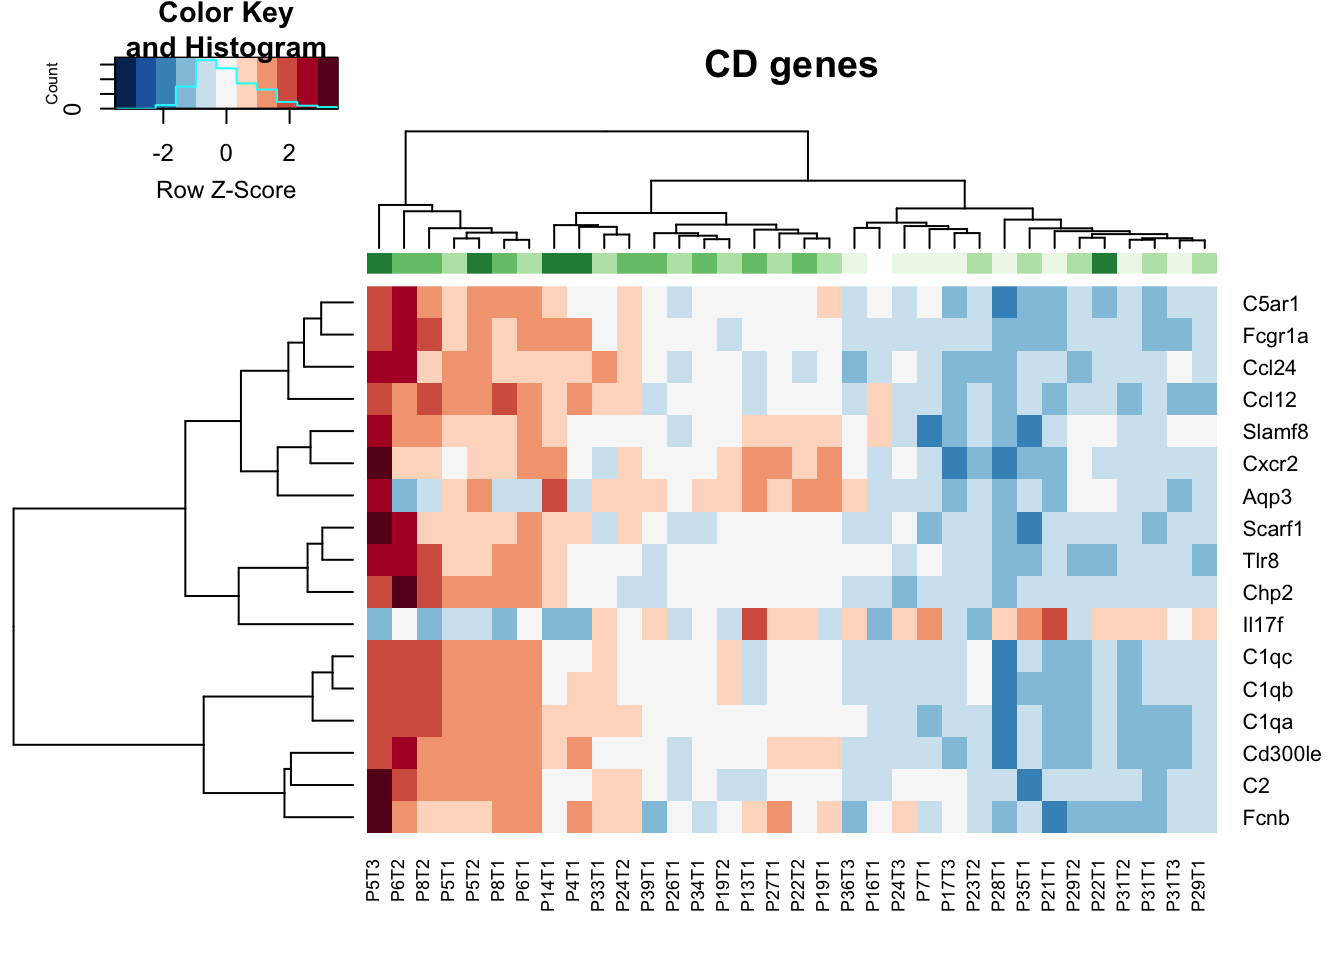 Color Key
and Histogram
Count
0
-2 0 2
Row Z-Score
CD genes
C5ar1
Fcgr1a
Ccl24
Ccl12
Slamf8
Cxcr2
Aqp3
Scarf1
Tlr8
Chp2
Il17f
C1qc
C1qb
C1qa
Cd300le
C2
Fcnb
P5T3
P6T2
P8T2
P5T1
P5T2
P8T1
P6T1
P14T1
P4T1
P33T1
P24T2
P39T1
P26T1
P34T1
P19T2
P13T1
P27T1
P22T2
P19T1
P36T3
P16T1
P24T3
P7T1
P17T3
P23T2
P28T1
P35T1
P21T1
P29T2
P22T1
P31T2
P31T1
P31T3
P29T1